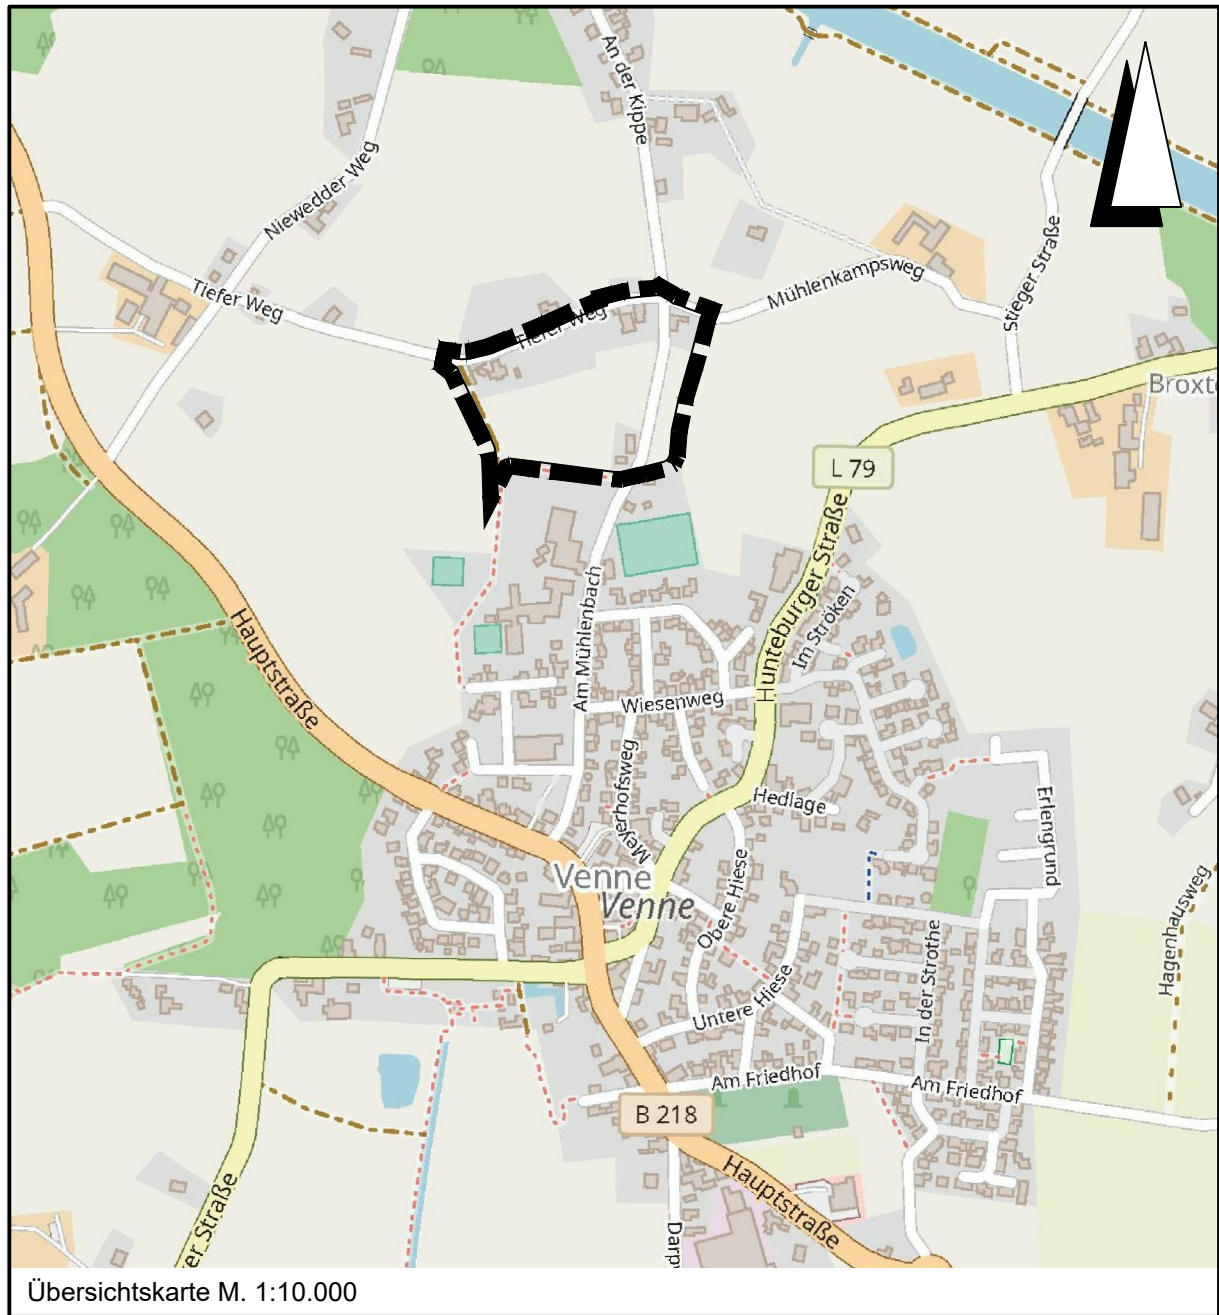 An der Kippe
Niewedder Weg
Tiefer Weg
Tiefer Weg
Mühlenkampsweg
Stieger Straße
Broxte
L 79
Hunteburger Straße
Im Ströken
Hauptstraße
Am Mühlenbach
Wiesenweg
Meyerhofsweg
Hedlage
Erlengrund
Venne
Venne
Obere Hiese
Untere Hiese
In der Strothe
Hagenhausweg
Am Friedhof
Am Friedhof
B 218
Hauptstraße
er Straße
Darp
Übersichtskarte M. 1:10.000